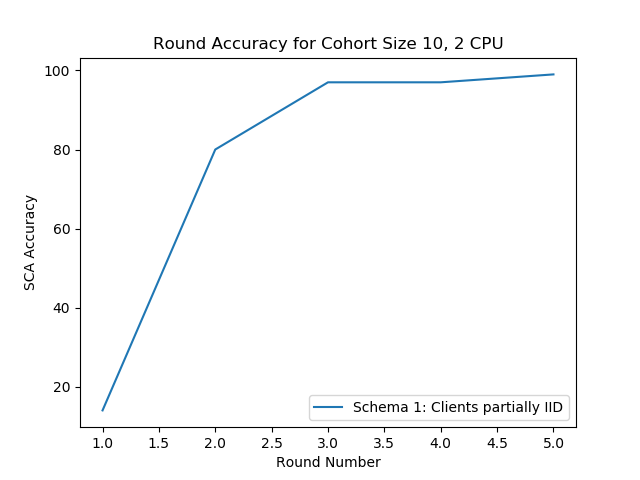 Round Accuracy for Cohort Size 10, 2 CPU
100
80
60
40
20
SCA Accuracy
Schema 1: Clients partially IID
1.0 1.5 2.0 2.5 3.0 3.5 4.0 4.5 5.0
Round Number